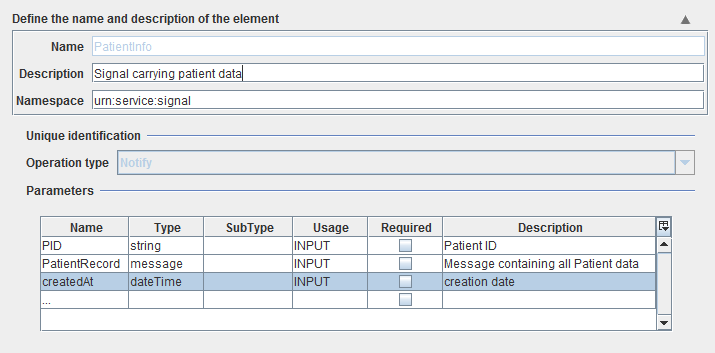 Define the name and description of the element
Name PatientInfo
Description Signal carrying patient data
Namespace urn:service:signal
Unique identification
Operation type Notify
Parameters
Name Type SubType Usage Required Description
PID string INPUT Patient ID
PatientRecord message INPUT Message containing all Patient data
createdAt dateTime INPUT creation date
...